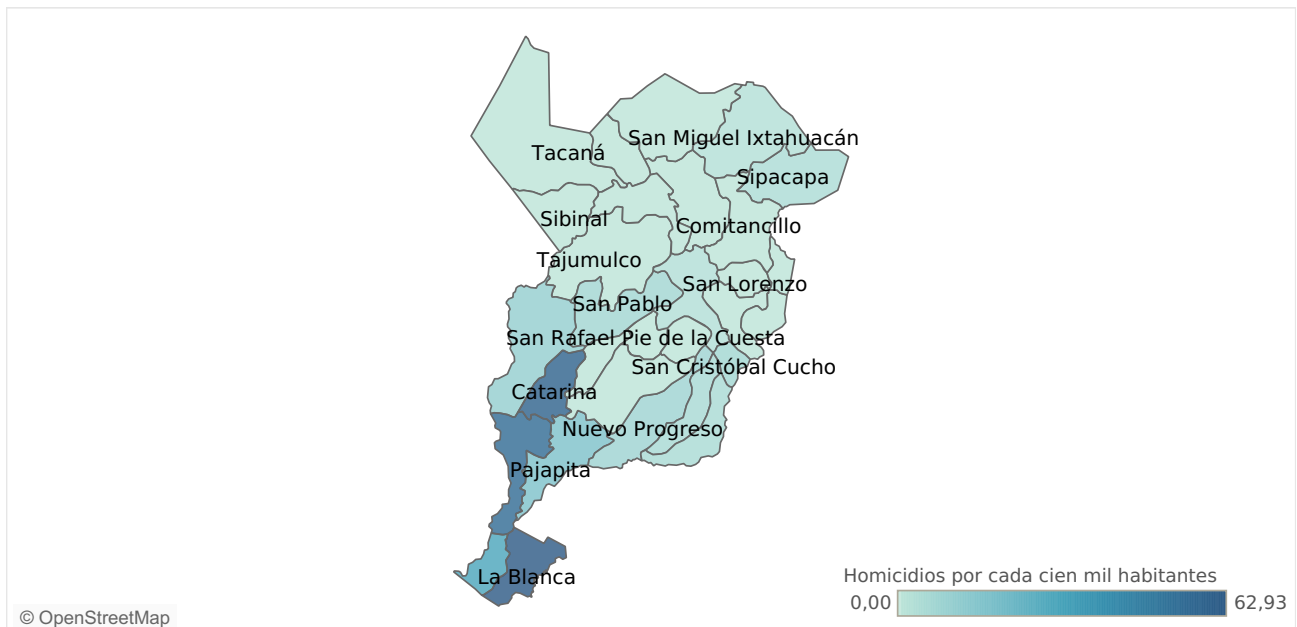 San Miguel Ixtahuacán
Tacaná
Sipacapa
Sibinal
Comitancillo
Tajumulco
San Lorenzo
San Pablo
San Rafael Pie de la Cuesta
San Cristóbal Cucho
Catarina
Nuevo Progreso
Pajapita
La Blanca
Homicidios por cada cien mil habitantes
0,00 62,93
© OpenStreetMap